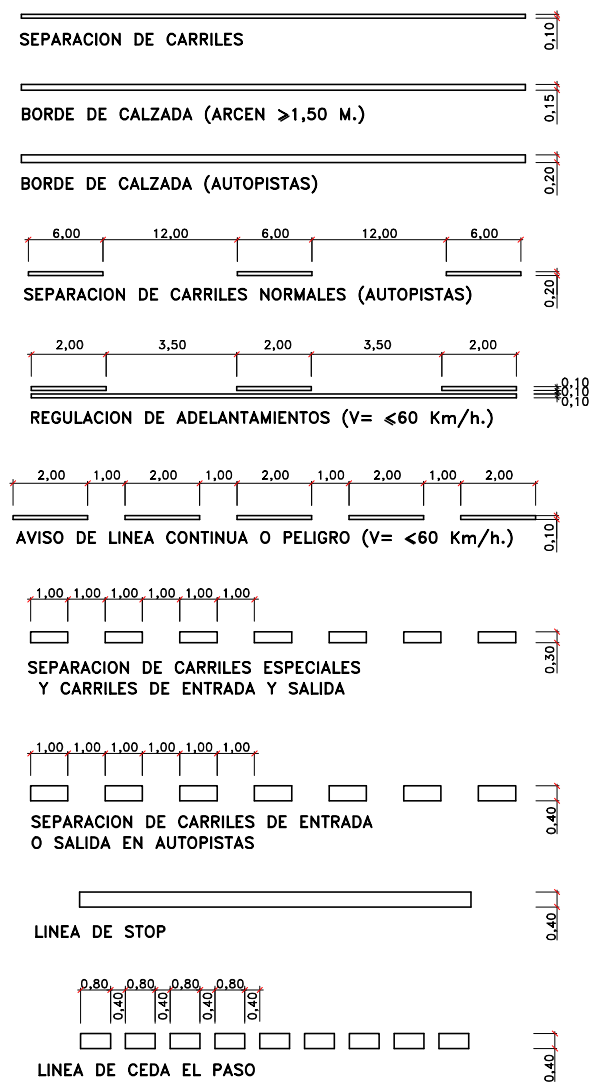 0,10
SEPARACION DE CARRILES
0,15
BORDE DE CALZADA (ARCEN ⩾1,50 M.)
0,20
BORDE DE CALZADA (AUTOPISTAS)
6,00 12,00 6,00 12,00 6,00
0,20
SEPARACION DE CARRILES NORMALES (AUTOPISTAS)
2,00 3,50 2,00 3,50 2,00
0,10
0,10
0,10
REGULACION DE ADELANTAMIENTOS (V= ⩽60 Km/h.)
2,00 1,00 2,00 1,00 2,00 1,00 2,00 1,00 2,00
0,10
AVISO DE LINEA CONTINUA O PELIGRO (V= <60 Km/h.)
1,00 1,00 1,00 1,00 1,00 1,00
0,30
SEPARACION DE CARRILES ESPECIALES
Y CARRILES DE ENTRADA Y SALIDA
1,00 1,00 1,00 1,00 1,00 1,00
0,40
SEPARACION DE CARRILES DE ENTRADA
O SALIDA EN AUTOPISTAS
0,40
LINEA DE STOP
0,80 0,80 0,80 0,80
0,40 0,40 0,40 0,40
0,40
LINEA DE CEDA EL PASO